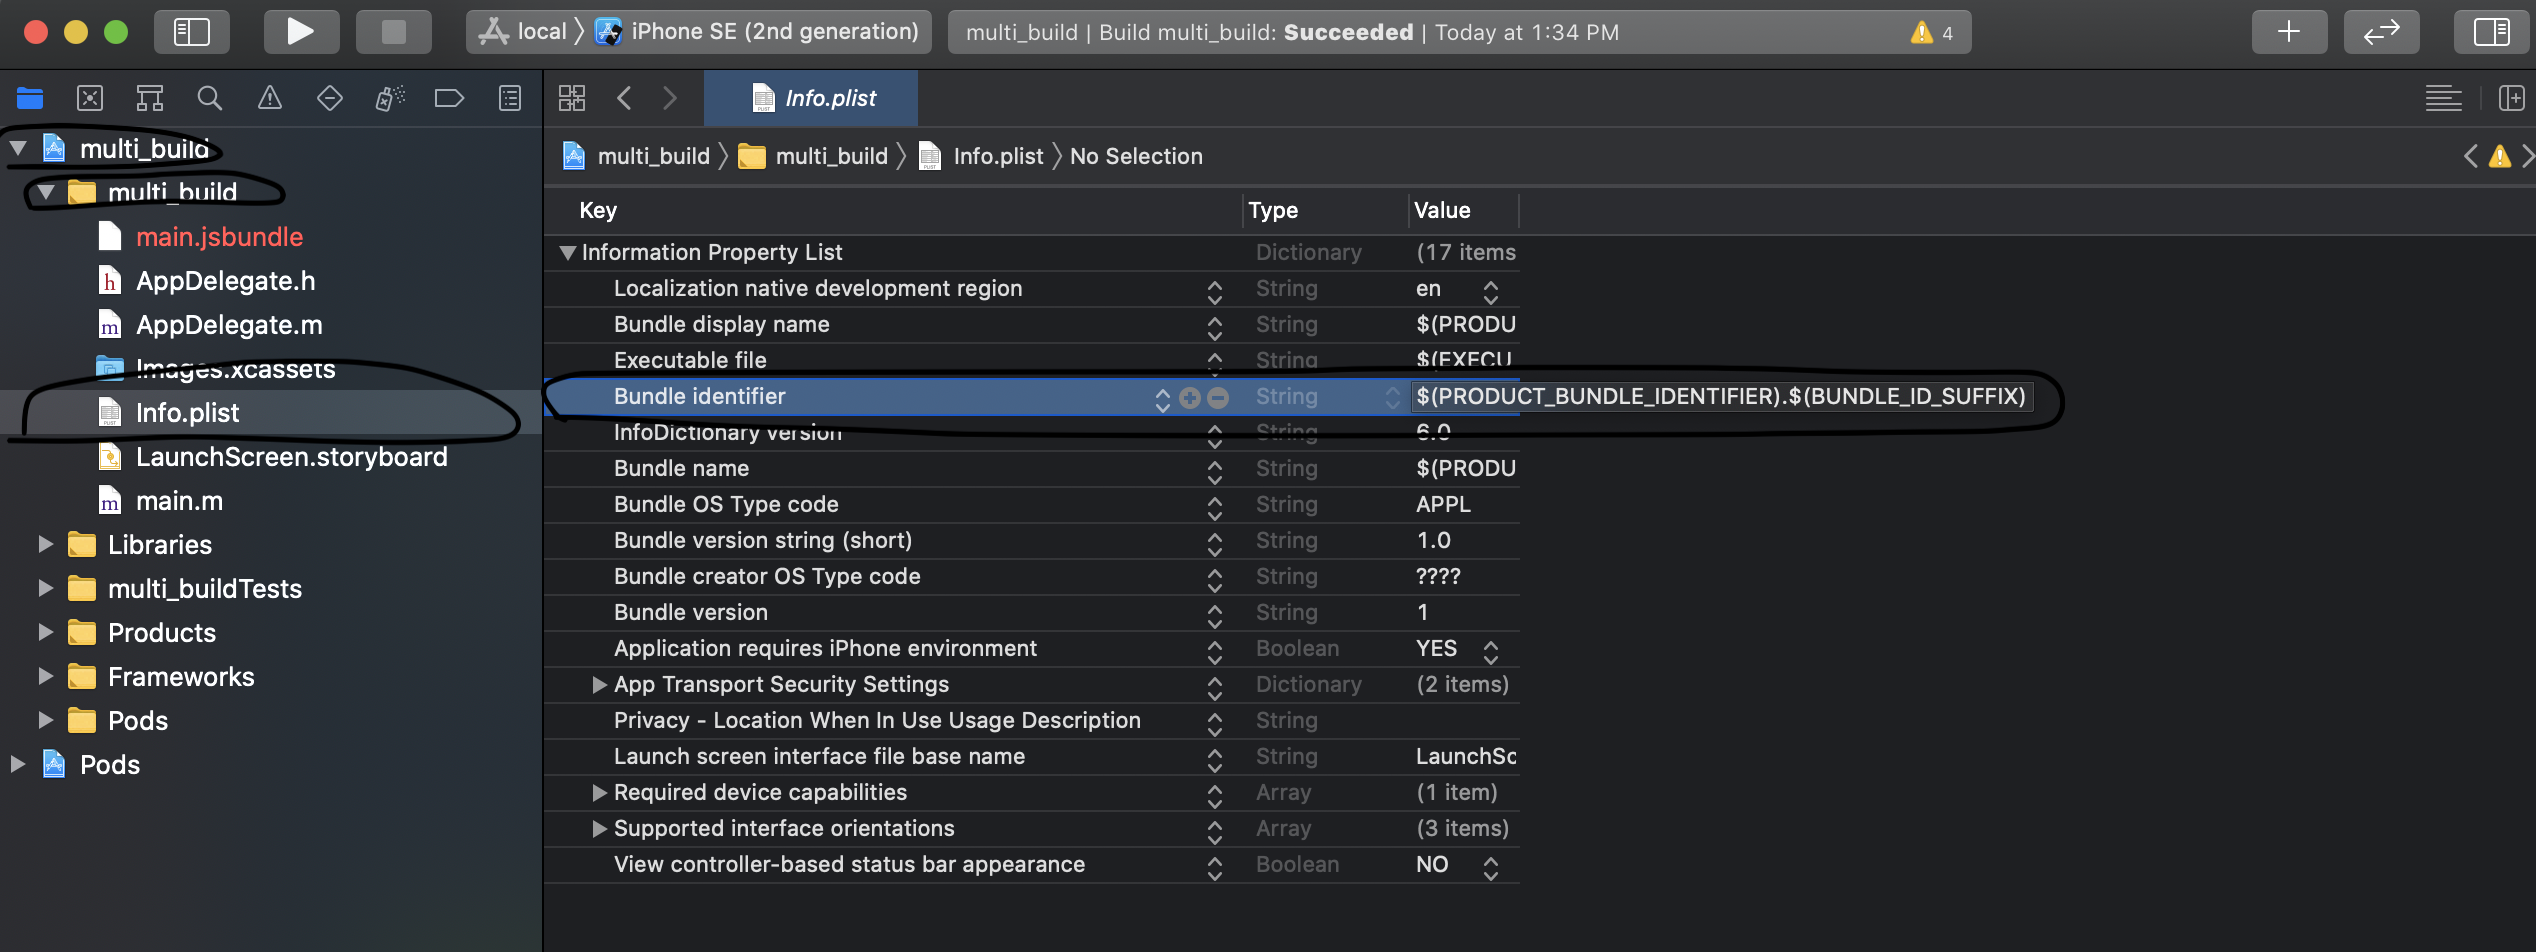 local 〉 iPhone SE (2nd generation)
multi_build | Build multi_build: Succeeded | Today at 1:34 PM
4
Info.plist
multi_build 〉 multi_build 〉 Info.plist 〉 No Selection
multi_build
multi_build
main.jsbundle
AppDelegate.h
AppDelegate.m
Images.xcassets
Info.plist
LaunchScreen.storyboard
main.m
Libraries
multi_buildTests
Products
Frameworks
Pods
Pods
Key Type Value
Information Property List Dictionary (17 items
Localization native development region String en
Bundle display name String $(PRODU
Executable file String $(EXECU
Bundle identifier String $(PRODUCT_BUNDLE_IDENTIFIER).$(BUNDLE_ID_SUFFIX)
InfoDictionary version String 6.0
Bundle name String $(PRODU
Bundle OS Type code String APPL
Bundle version string (short) String 1.0
Bundle creator OS Type code String ????
Bundle version String 1
Application requires iPhone environment Boolean YES
App Transport Security Settings Dictionary (2 items)
Privacy - Location When In Use Usage Description String
Launch screen interface file base name String LaunchSc
Required device capabilities Array (1 item)
Supported interface orientations Array (3 items)
View controller-based status bar appearance Boolean NO